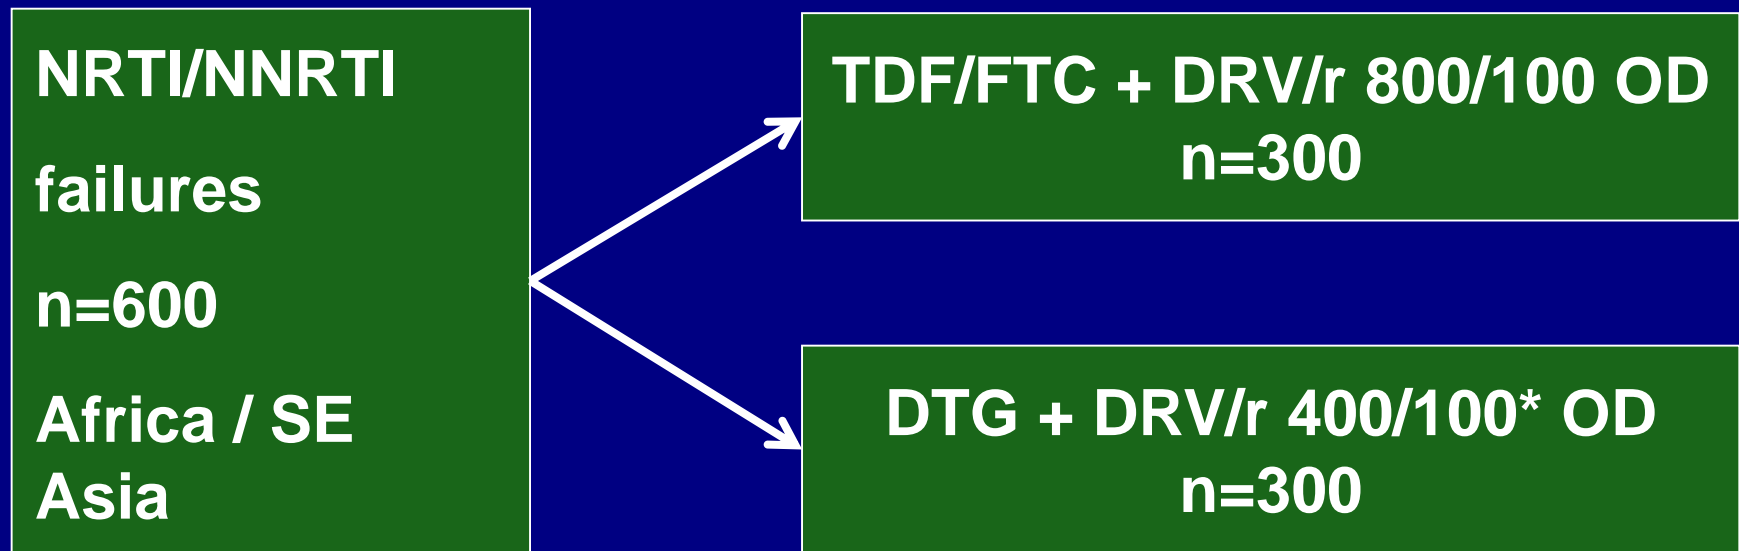 NRTI/NNRTI
failures
n=600
Africa / SE
Asia
TDF/FTC + DRV/r 800/100 OD
n=300
DTG + DRV/r 400/100* OD
n=300